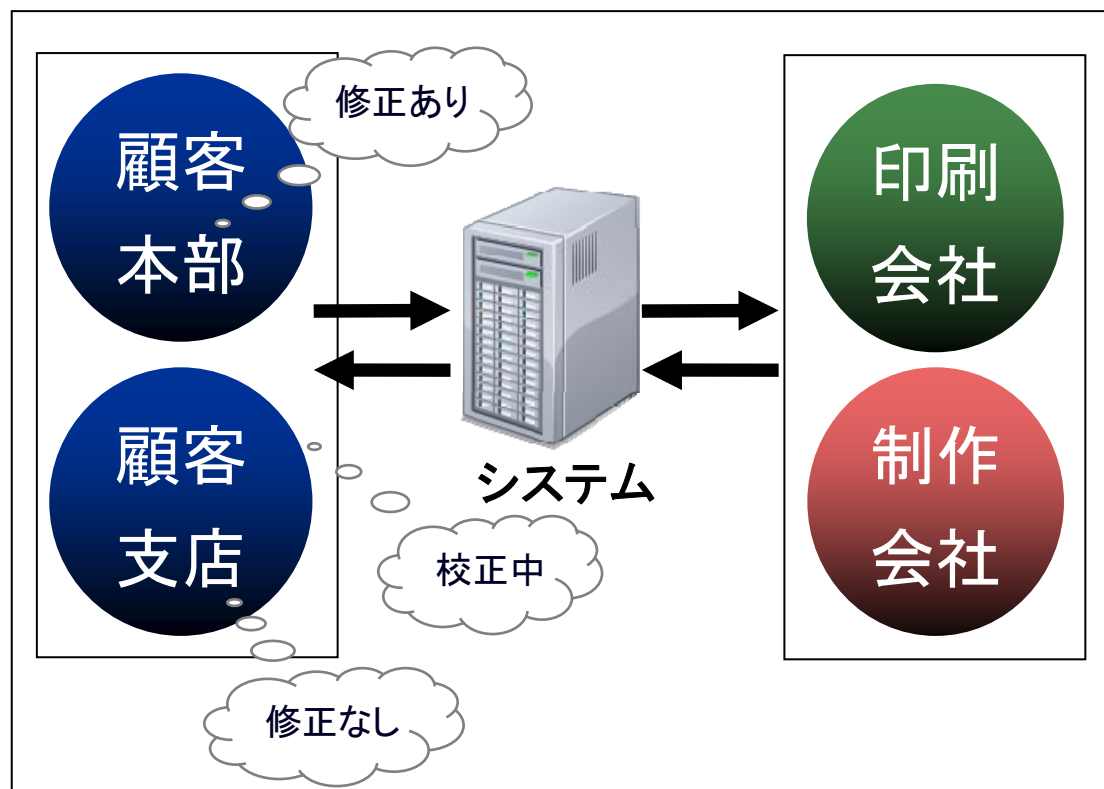 修正あり
顧客
本部
印刷
会社
システム
顧客
支店
校正中
修正なし
制作
会社